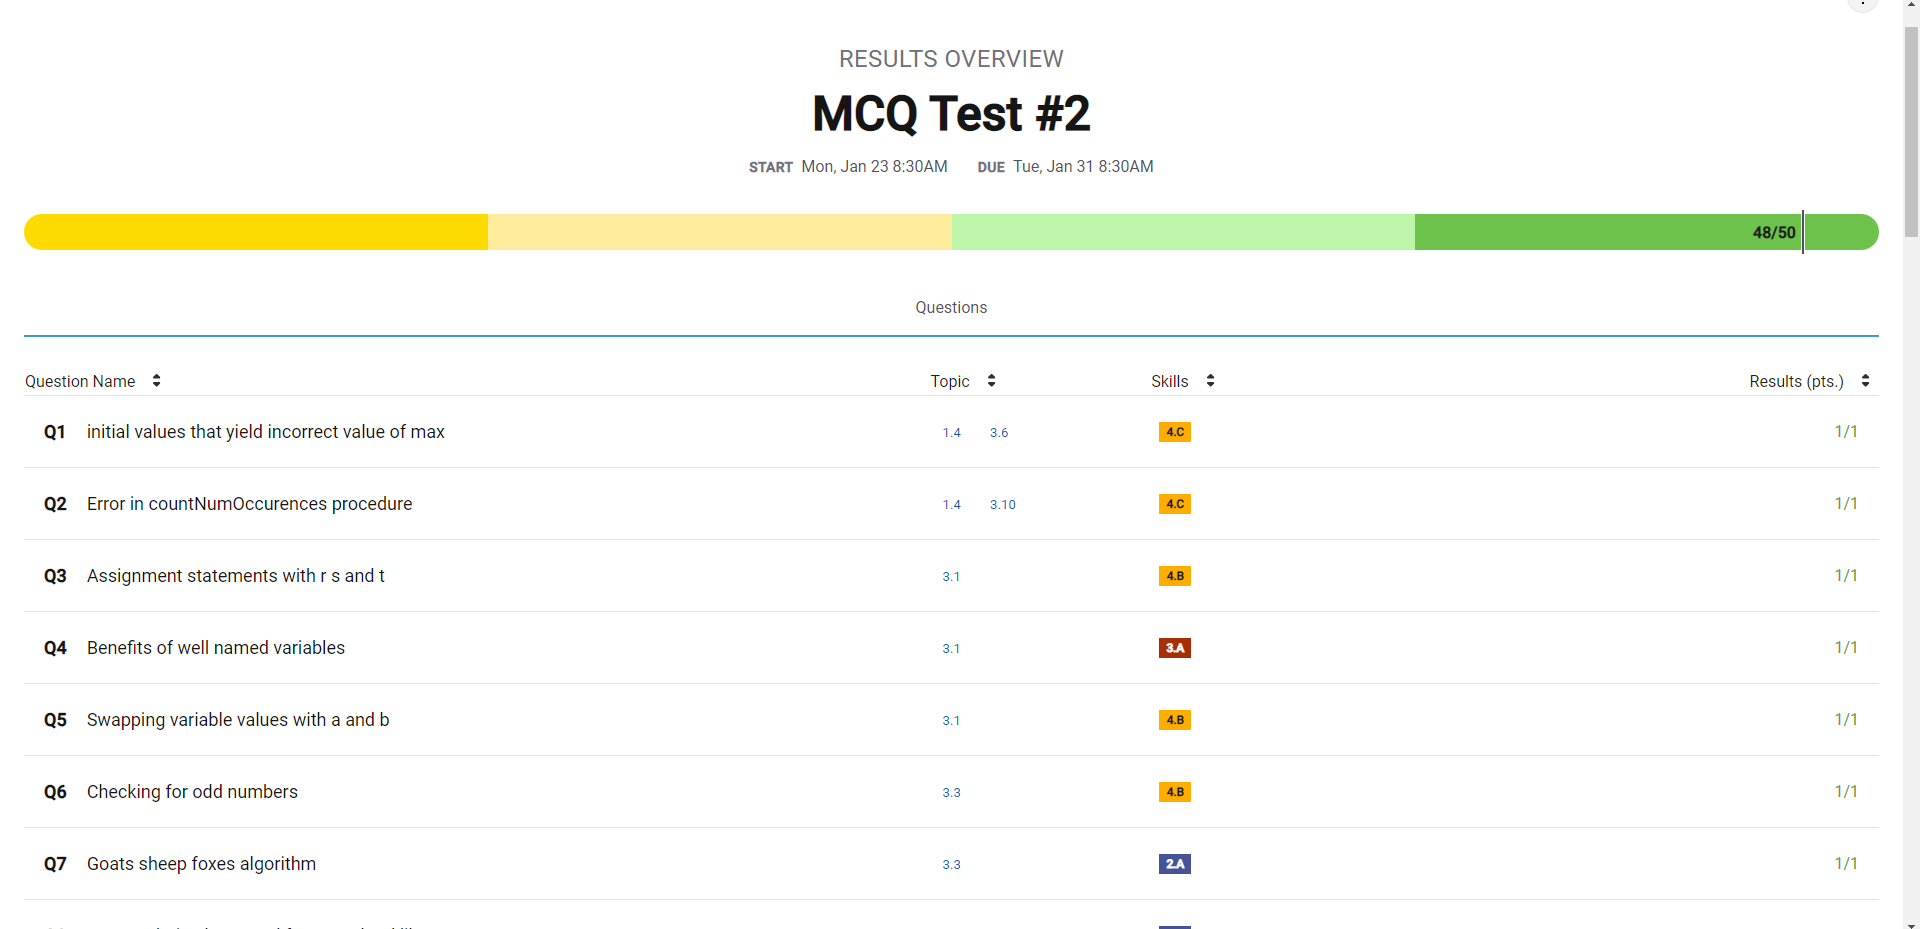 RESULTS OVERVIEW
MCQ Test #2
START Mon, Jan 23 8:30AM DUE Tue, Jan 31 8:30AM
48/50
Questions
Question Name Topic Skills Results (pts.)
Q1 initial values that yield incorrect value of max 1.4 3.6 4.C 1/1
Q2 Error in countNumOccurences procedure 1.4 3.10 4.C 1/1
Q3 Assignment statements with r s and t 3.1 4.B 1/1
Q4 Benefits of well named variables 3.1 3.A 1/1
Q5 Swapping variable values with a and b 3.1 4.B 1/1
Q6 Checking for odd numbers 3.3 4.B 1/1
Q7 Goats sheep foxes algorithm 3.3 2.A 1/1